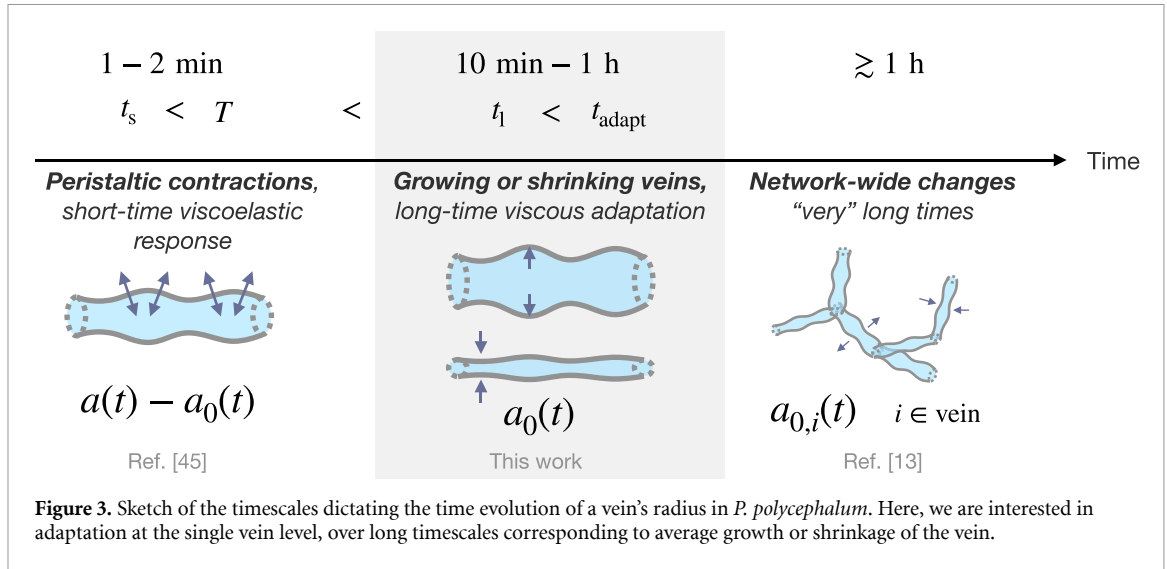 1 – 2 min
10 min – 1 h
≳ 1 h
t_s < T < t_l < t_adapt
Time
Peristaltic contractions,
short-time viscoelastic
response
Growing or shrinking veins,
long-time viscous adaptation
Network-wide changes
“very” long times
a(t) – a_0(t)
a_0(t)
a_{0,i}(t) i ∈ vein
Ref. [45]
This work
Ref. [13]
Figure 3. Sketch of the timescales dictating the time evolution of a vein’s radius in P. polycephalum. Here, we are interested in
adaptation at the single vein level, over long timescales corresponding to average growth or shrinkage of the vein.